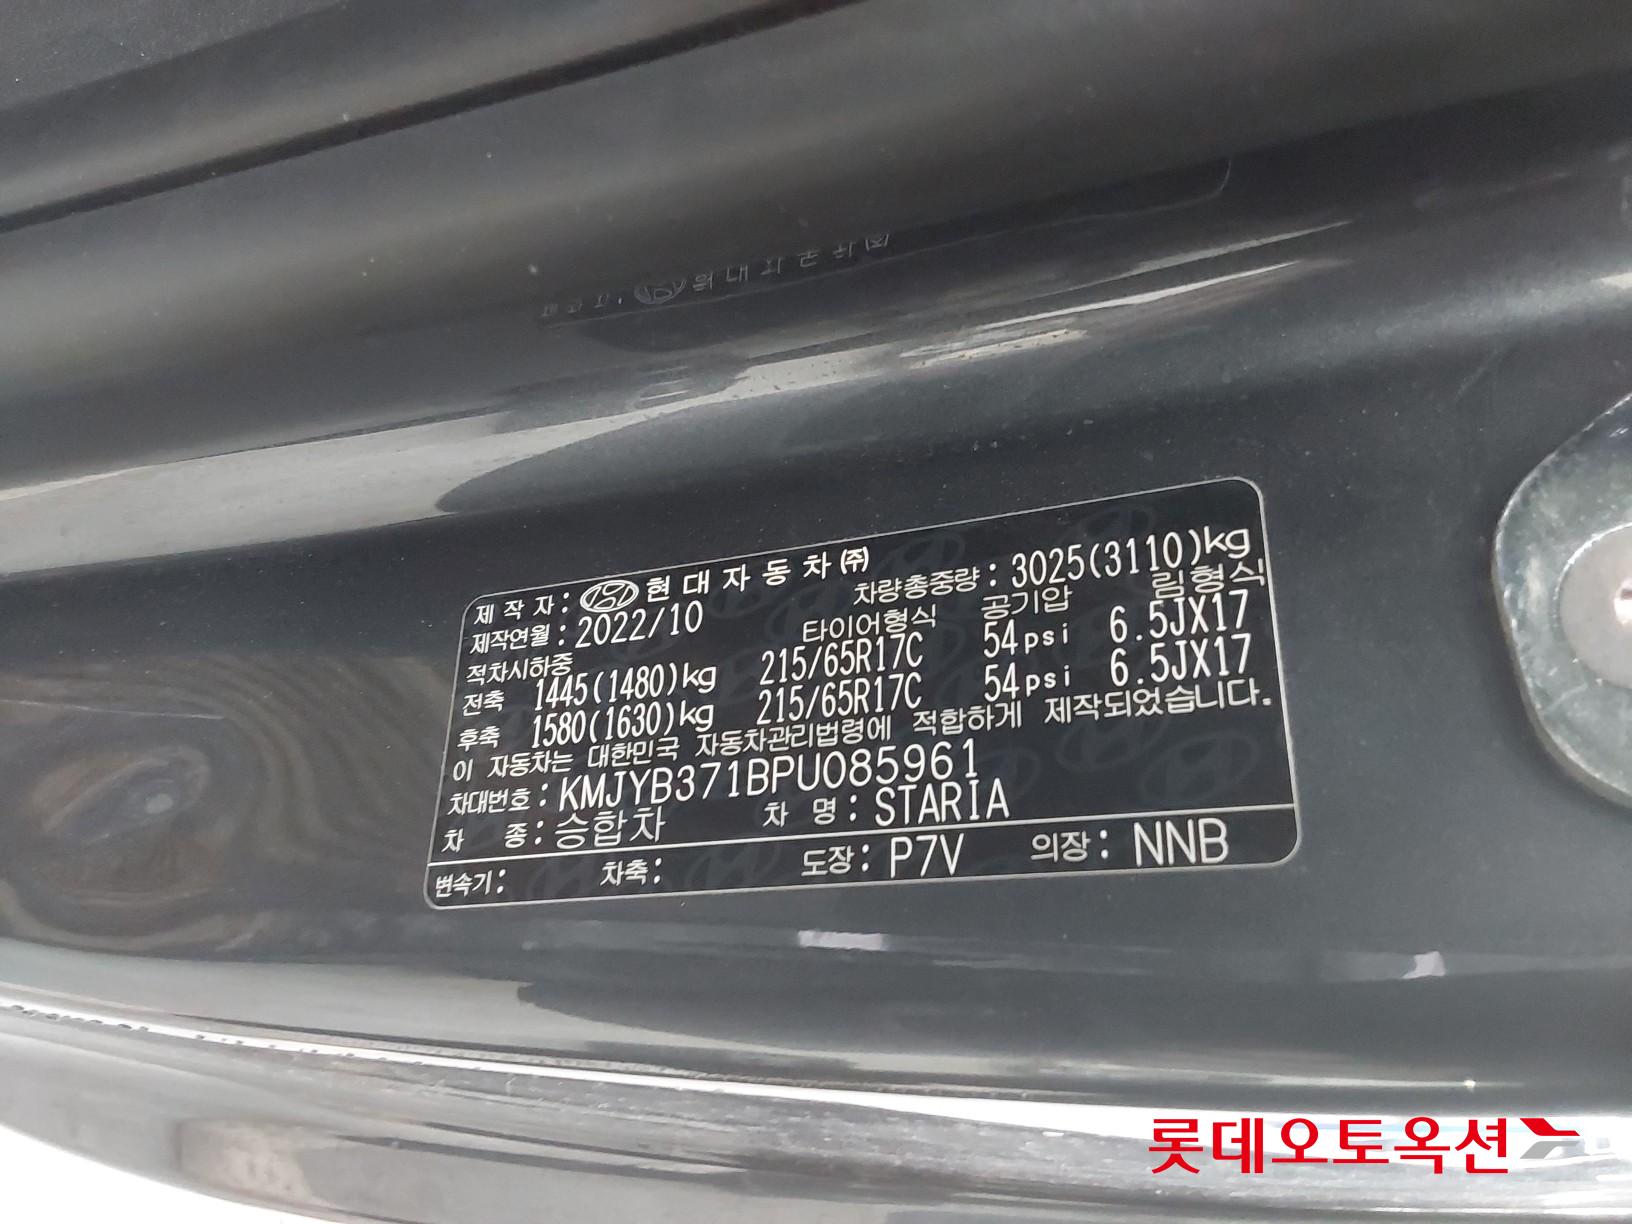 제 작 자 : 현 대 자 동 차 ㈜
제작연월 : 2022/10 차량총중량 : 3025(3110)kg
적차시하중 타이어형식 공기압 림형식
전축 1445(1480)kg 215/65R17C 54psi 6.5JX17
후축 1580(1630)kg 215/65R17C 54psi 6.5JX17
이 자동차는 대한민국 자동차관리법령에 적합하게 제작되었습니다.
차대번호 : KMJYB371BPU085961
차 종 : 승합차 차 명 : STARIA
변속기 : 차축 : 도장 : P7V 의장 : NNB
롯데오토옥션